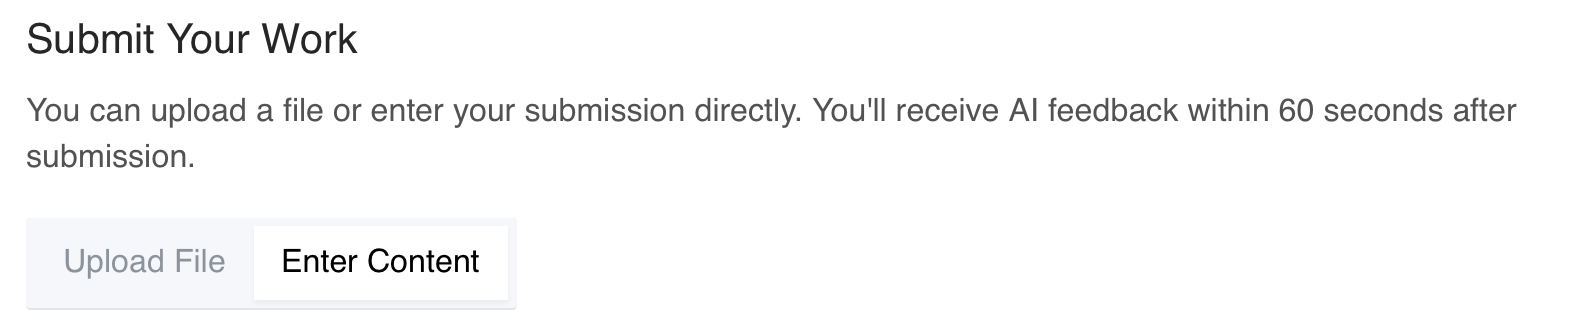 Submit Your Work
You can upload a file or enter your submission directly. You'll receive AI feedback within 60 seconds after
submission.
Upload File
Enter Content